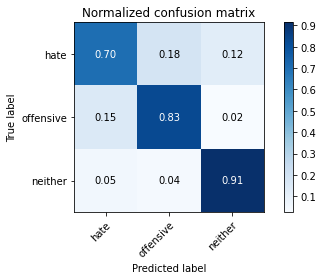 Normalized confusion matrix
True label
hate
0.70 0.18 0.12
offensive
0.15 0.83 0.02
neither
0.05 0.04 0.91
hate
offensive
neither
Predicted label
0.9
0.8
0.7
0.6
0.5
0.4
0.3
0.2
0.1